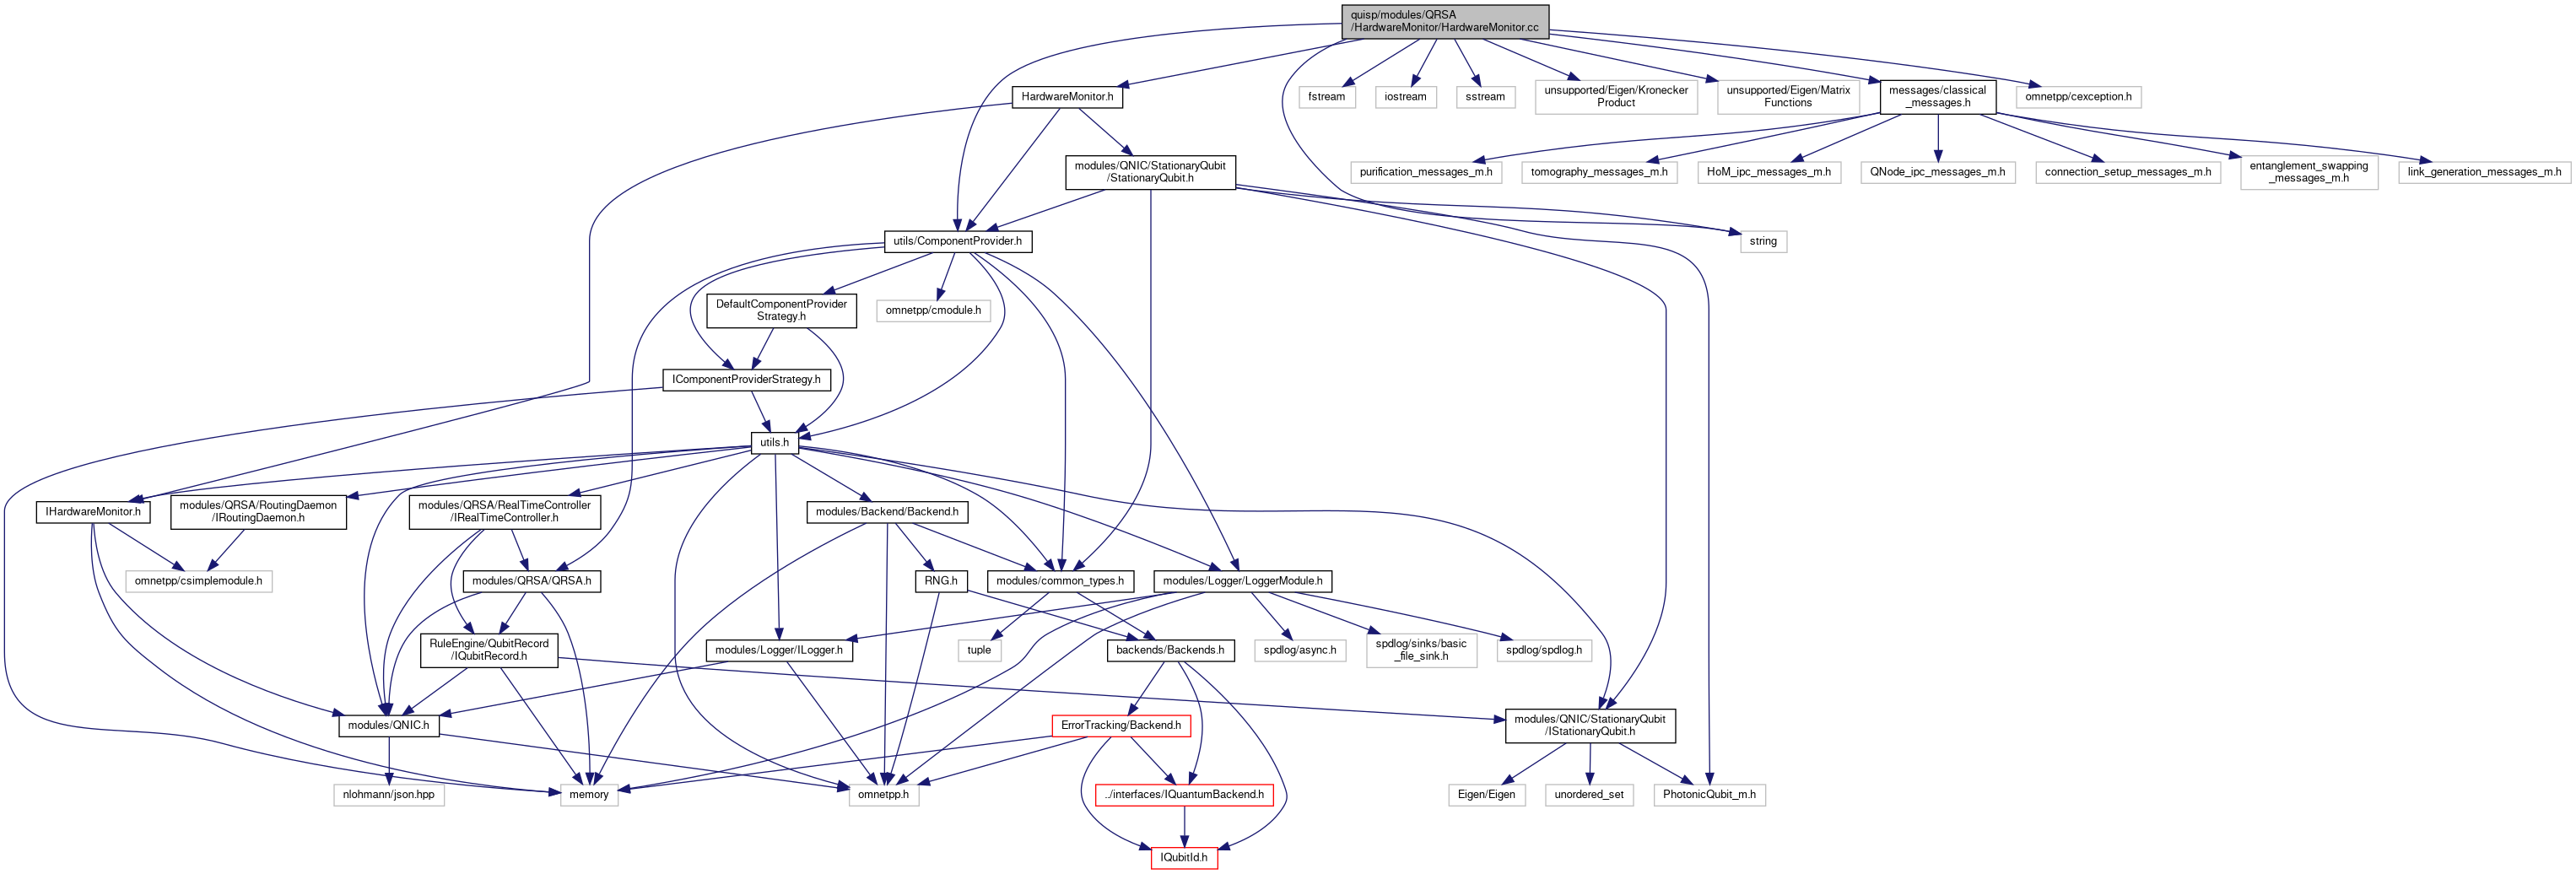 quisp/modules/QRSA
/HardwareMonitor/HardwareMonitor.cc
HardwareMonitor.h
fstream
iostream
sstream
unsupported/Eigen/Kronecker
Product
unsupported/Eigen/Matrix
Functions
messages/classical
_messages.h
omnetpp/cexception.h
modules/QNIC/StationaryQubit
/StationaryQubit.h
purification_messages_m.h
tomography_messages_m.h
HoM_ipc_messages_m.h
QNode_ipc_messages_m.h
connection_setup_messages_m.h
entanglement_swapping
_messages_m.h
link_generation_messages_m.h
utils/ComponentProvider.h
string
DefaultComponentProvider
Strategy.h
omnetpp/cmodule.h
IComponentProviderStrategy.h
utils.h
IHardwareMonitor.h
modules/QRSA/RoutingDaemon
/IRoutingDaemon.h
modules/QRSA/RealTimeController
/IRealTimeController.h
modules/Backend/Backend.h
omnetpp/csimplemodule.h
modules/QRSA/QRSA.h
RNG.h
modules/common_types.h
modules/Logger/LoggerModule.h
RuleEngine/QubitRecord
/IQubitRecord.h
modules/Logger/ILogger.h
tuple
backends/Backends.h
spdlog/async.h
spdlog/sinks/basic
_file_sink.h
spdlog/spdlog.h
modules/QNIC.h
ErrorTracking/Backend.h
modules/QNIC/StationaryQubit
/IStationaryQubit.h
nlohmann/json.hpp
memory
omnetpp.h
../interfaces/IQuantumBackend.h
Eigen/Eigen
unordered_set
PhotonicQubit_m.h
IQubitId.h